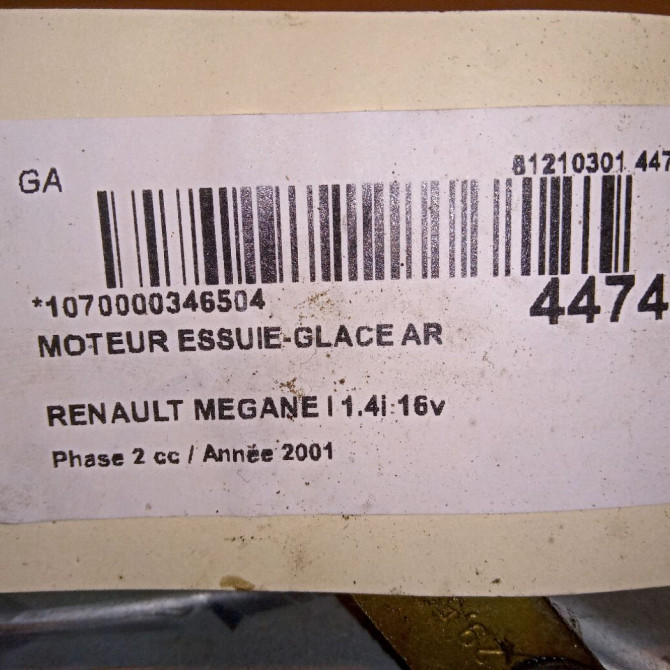 GA
81210301 447
*1070000346504
4474
MOTEUR ESSUIE-GLACE AR
RENAULT MEGANE I 1.4i 16v
Phase 2 cc / Année 2001